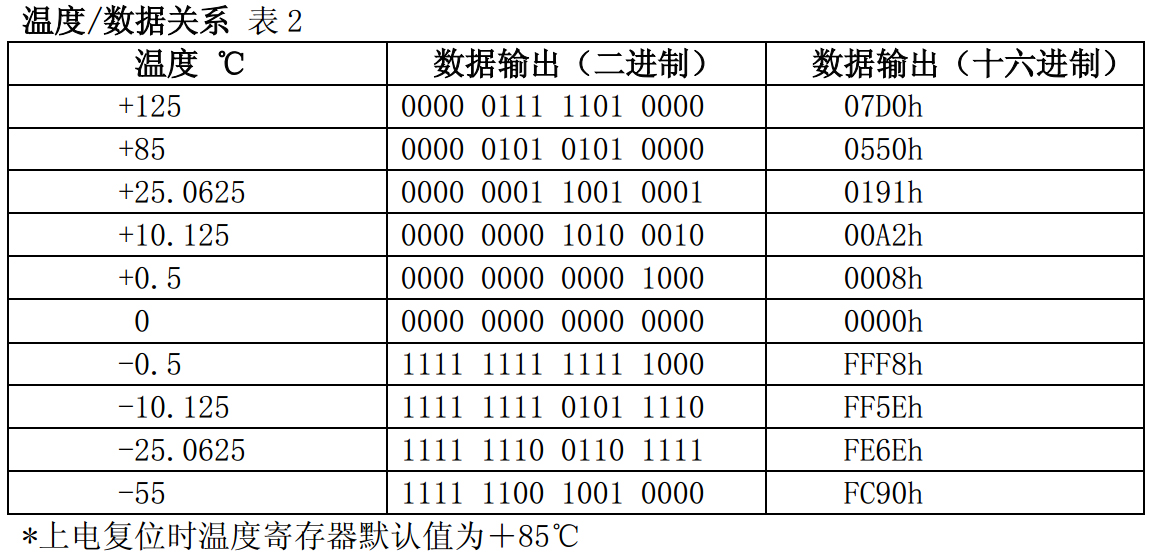 温度/数据关系 表 2
温度 ℃ 数据输出（二进制） 数据输出（十六进制）
+125 0000 0111 1101 0000 07D0h
+85 0000 0101 0101 0000 0550h
+25.0625 0000 0001 1001 0001 0191h
+10.125 0000 0000 1010 0010 00A2h
+0.5 0000 0000 0000 1000 0008h
0 0000 0000 0000 0000 0000h
-0.5 1111 1111 1111 1000 FFF8h
-10.125 1111 1111 0101 1110 FF5Eh
-25.0625 1111 1110 0110 1111 FE6Eh
-55 1111 1100 1001 0000 FC90h
*上电复位时温度寄存器默认值为＋85℃